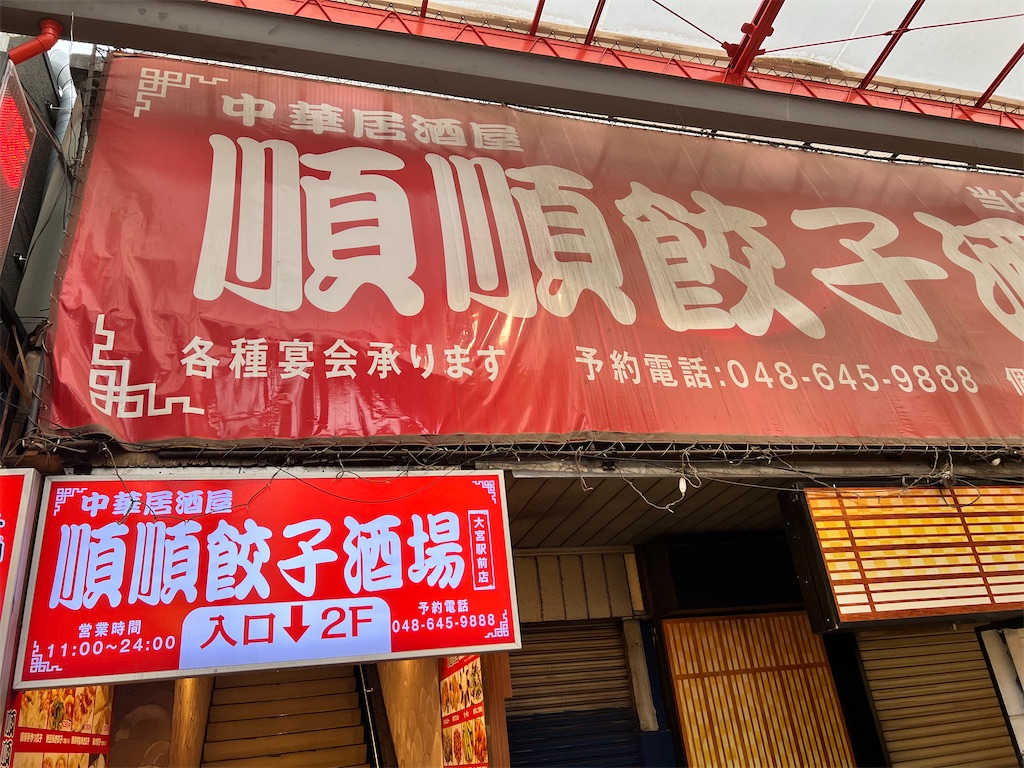 中華居酒屋
順順餃子酒
各種宴会承ります
予約電話:048-645-9888
個
中華居酒屋
順順餃子酒場
大宮駅前店
営業時間
11:00~24:00
入口↓2F
予約電話
048-645-9888